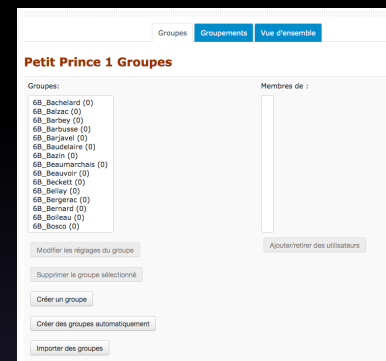 Groupes Groupements Vue d'ensemble
Petit Prince 1 Groupes
Groupes:
6B_Bachelard (0)
6B_Balzac (0)
6B_Barbey (0)
6B_Barbusse (0)
6B_Barjavel (0)
6B_Baudelaire (0)
6B_Bazin (0)
6B_Beaumarchais (0)
6B_Beauvoir (0)
6B_Beckett (0)
6B_Bellay (0)
6B_Bergerac (0)
6B_Bernard (0)
6B_Boileau (0)
6B_Bosco (0)
Modifier les réglages du groupe
Supprimer le groupe sélectionné
Créer un groupe
Créer des groupes automatiquement
Importer des groupes
Membres de :
Ajouter/retirer des utilisateurs